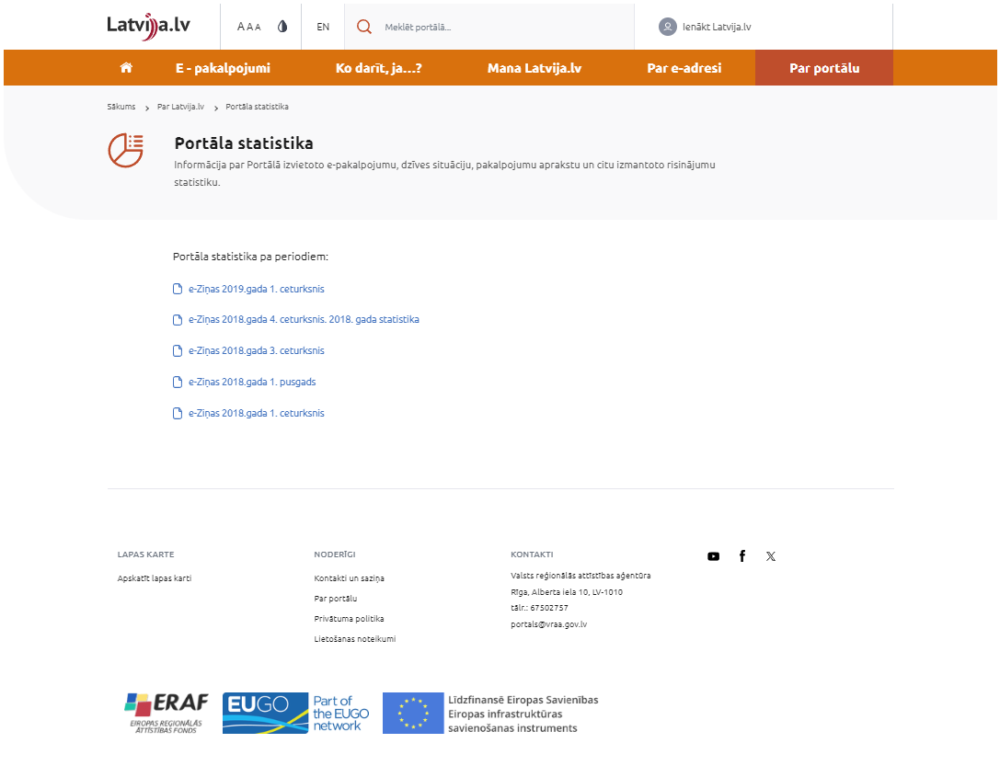 Latvija.lv
A A A
EN
Meklēt portālā...
Ienākt Latvija.lv
E - pakalpojumi
Ko darīt, ja...?
Mana Latvija.lv
Par e-adresi
Par portālu
Sākums > Par Latvija.lv > Portāla statistika
Portāla statistika
Informācija par Portālā izvietoto e-pakalpojumu, dzīves situāciju, pakalpojumu aprakstu un citu izmantoto risinājumu
statistiku.
Portāla statistika pa periodiem:
e-Ziņas 2019.gada 1. ceturksnis
e-Ziņas 2018.gada 4. ceturksnis. 2018. gada statistika
e-Ziņas 2018.gada 3. ceturksnis
e-Ziņas 2018.gada 1. pusgads
e-Ziņas 2018.gada 1. ceturksnis
LAPAS KARTE
Apskatīt lapas karti
NODERĪGI
Kontakti un saziņa
Par portālu
Privātuma politika
Lietošanas noteikumi
KONTAKTI
Valsts reģionālās attīstības aģentūra
Rīga, Alberta iela 10, LV-1010
tālr.: 67502757
portals@vraa.gov.lv
ERAF
EIROPAS REĢIONĀLĀS
ATTĪSTĪBAS FONDS
EUGO
Part of
the EUGO
network
Līdzfinansē Eiropas Savienības
Eiropas infrastruktūras
savienošanas instruments